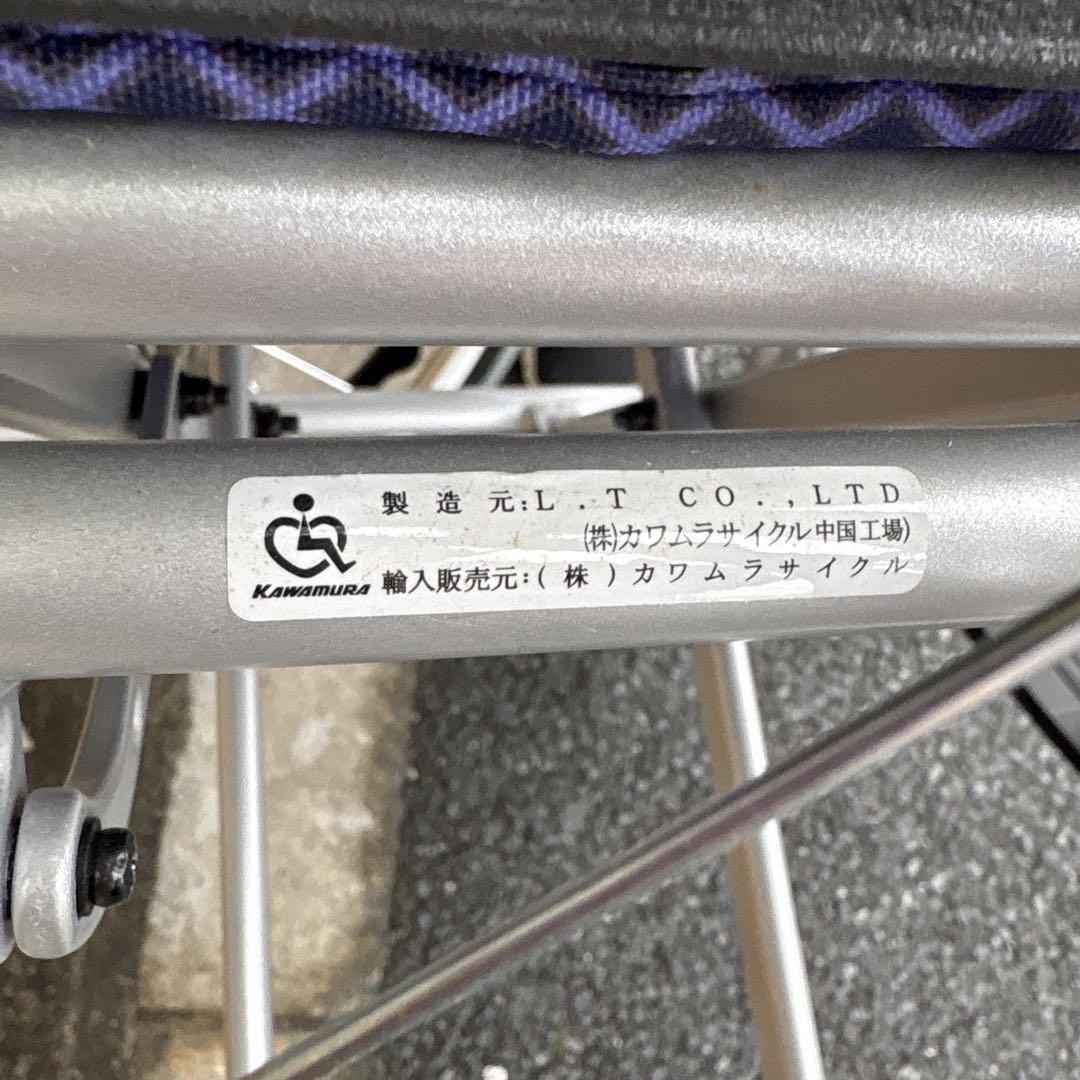 製造元:L.T CO.,LTD
(株)カワムラサイクル中国工場)
KAWAMURA
輸入販売元:(株)カワムラサイクル